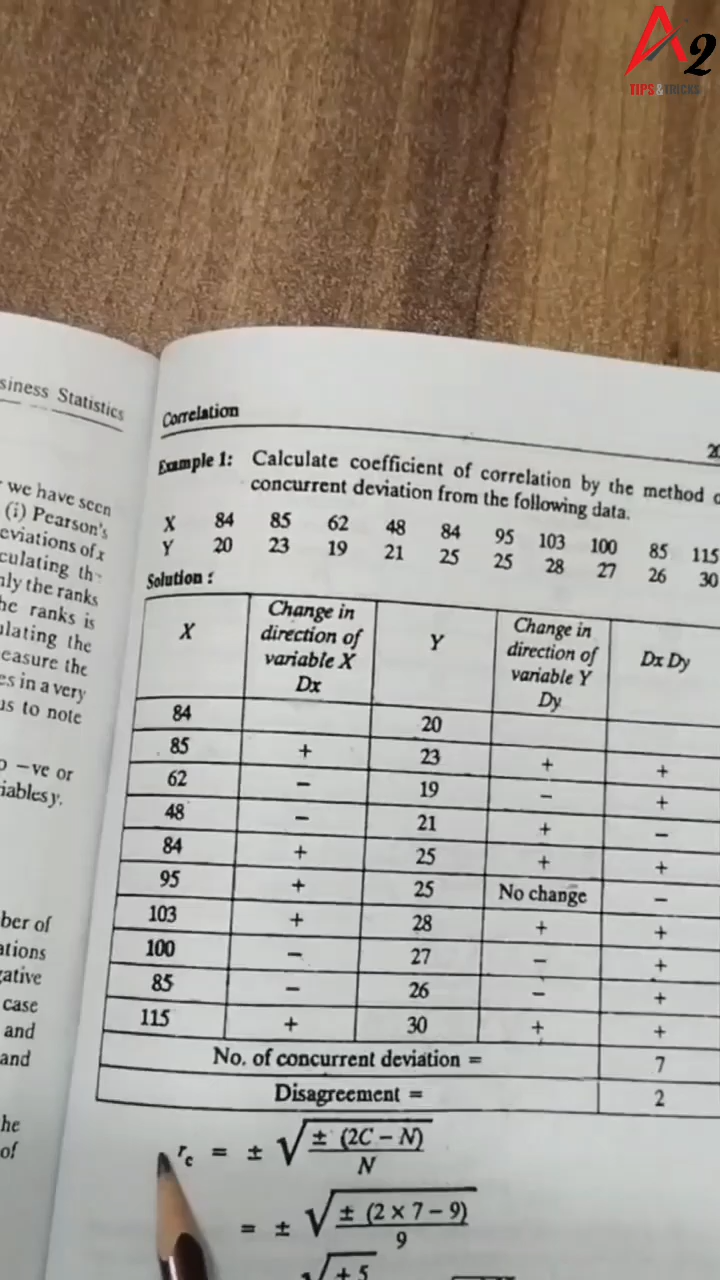 A2
TIPS & TRICKS
siness Statistics
we have seen
(i) Pearson's
eviations of x
culating th
nly the ranks
he ranks is
ulating the
easure the
es in a very
us to note
o –ve or
iables y.
ber of
ations
gative
case
and
and
he
of
Correlation
20
Example 1: Calculate coefficient of correlation by the method o
concurrent deviation from the following data.
X 84 85 62 48 84 95 103 100 85 115
Y 20 23 19 21 25 25 28 27 26 30
Solution :
X Change in direction of variable X Dx Y Change in direction of variable Y Dy Dx Dy
84 20
85 + 23 + +
62 – 19 – +
48 – 21 + –
84 + 25 + +
95 + 25 No change –
103 + 28 + +
100 – 27 – +
85 – 26 – +
115 + 30 + +
No. of concurrent deviation = 7
Disagreement = 2
r_c = ± √(± (2C – N) / N)
= ± √(± (2 × 7 – 9) / 9)
√ + 5